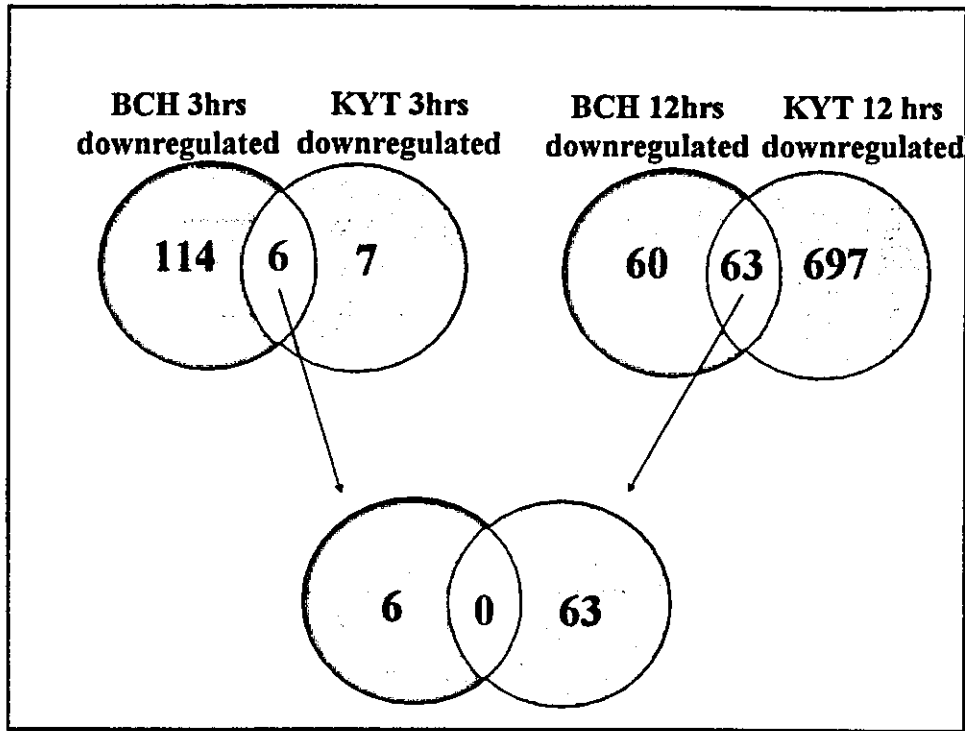 BCH 3hrs downregulated
KYT 3hrs downregulated
BCH 12hrs downregulated
KYT 12 hrs downregulated
114 6 7
60 63 697
6 0 63